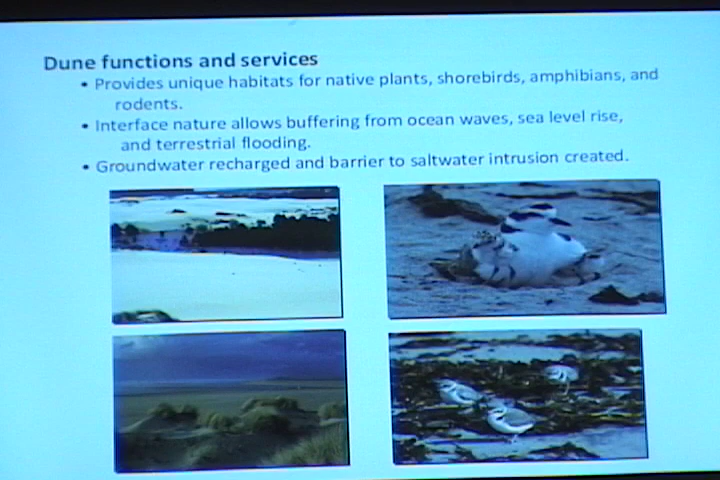 Dune functions and services
• Provides unique habitats for native plants, shorebirds, amphibians, and
rodents.
• Interface nature allows buffering from ocean waves, sea level rise,
and terrestrial flooding.
• Groundwater recharged and barrier to saltwater intrusion created.